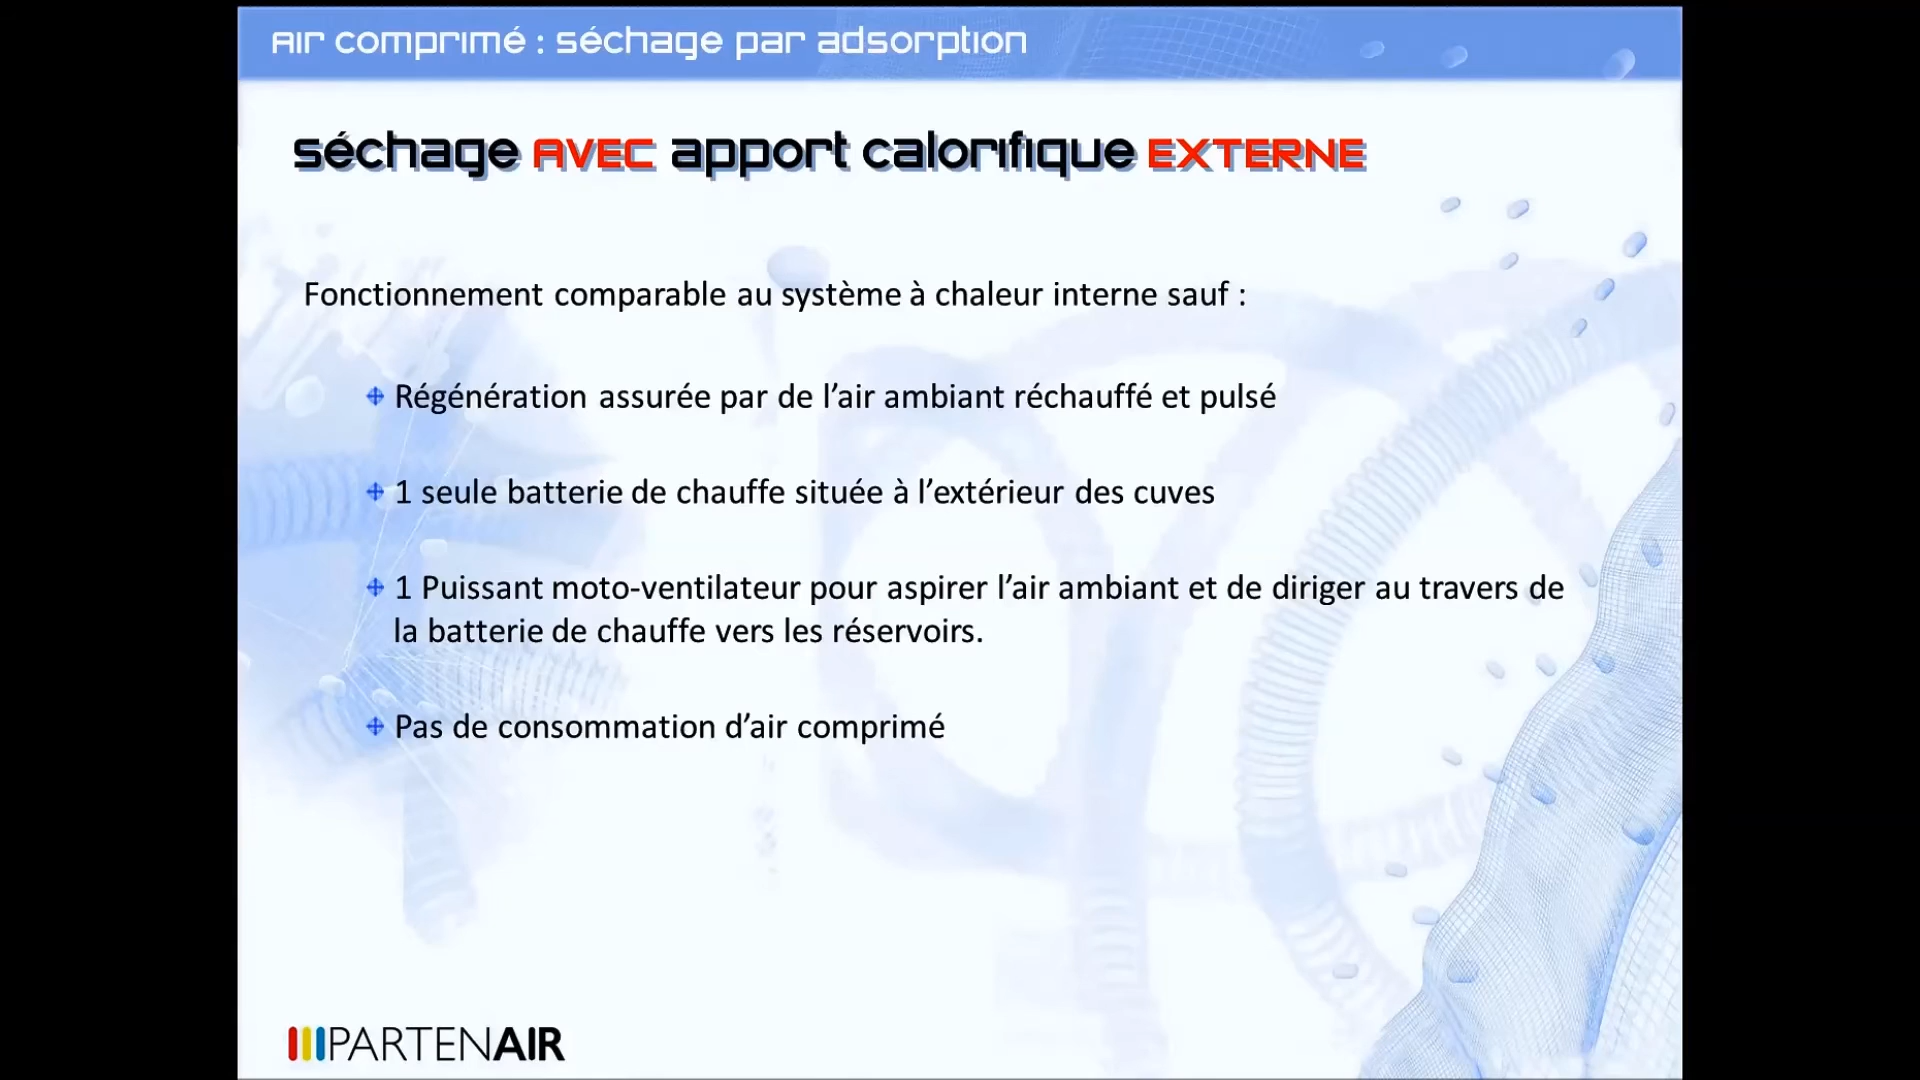 Air comprimé : séchage par adsorption
séchage AVEC apport calorifique EXTERNE
Fonctionnement comparable au système à chaleur interne sauf :
Régénération assurée par de l’air ambiant réchauffé et pulsé
1 seule batterie de chauffe située à l’extérieur des cuves
1 Puissant moto-ventilateur pour aspirer l’air ambiant et de diriger au travers de
la batterie de chauffe vers les réservoirs.
Pas de consommation d’air comprimé
PARTENAIR